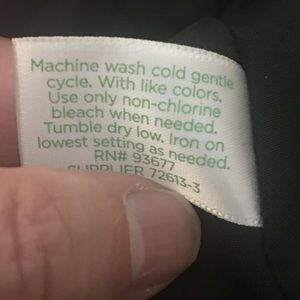 Machine wash cold gentle
cycle. With like colors.
Use only non-chlorine
bleach when needed.
Tumble dry low. Iron on
lowest setting as needed.
RN# 93677
SUPPLIER 72613-3